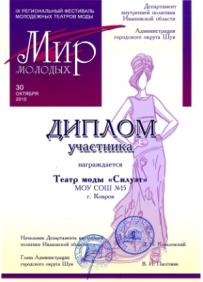 IX РЕГИОНАЛЬНЫЙ ФЕСТИВАЛЬ
МОЛОДЕЖНЫХ ТЕАТРОВ МОДЫ
Департамент
внутренней политики
Ивановской области
Администрация
городского округа Шуя
Мир
МОЛОДЫХ
30
ОКТЯБРЯ
2015
ДИПЛОМ
участника
награждается
Театр моды «Силуэт»
МОУ СОШ №15
г. Ковров
Начальник Департамента внутренней
политики Ивановской области
Глава Администрации
городского округа Шуя